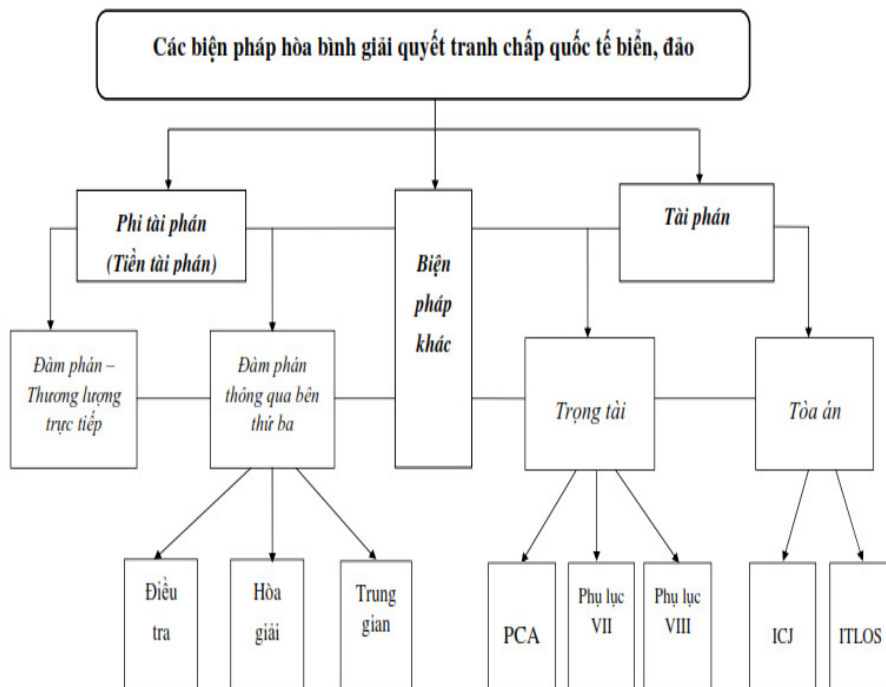 Các biện pháp hòa bình giải quyết tranh chấp quốc tế biển, đảo
Phi tài phán
(Tiền tài phán)
Biện
pháp
khác
Tài phán
Đàm phán –
Thương lượng
trực tiếp
Đàm phán
thông qua bên
thứ ba
Trọng tài
Tòa án
Điều
tra
Hòa
giải
Trung
gian
PCA
Phụ lục
VII
Phụ lục
VIII
ICJ
ITLOS